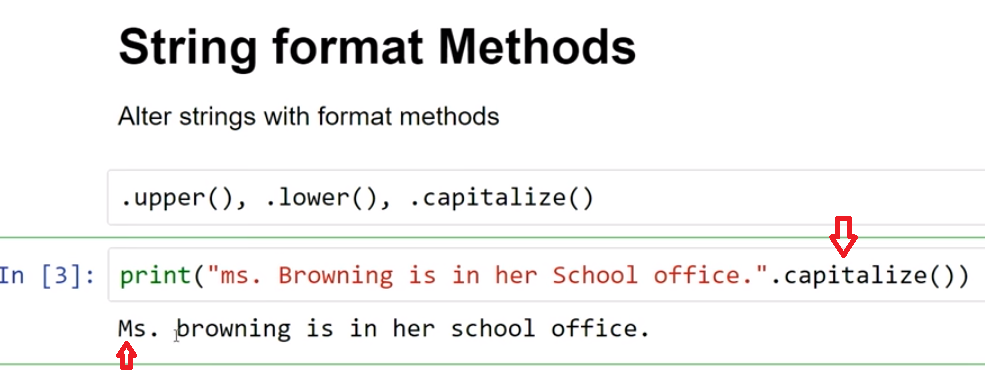 String format Methods
Alter strings with format methods
.upper(), .lower(), .capitalize()
In [3]: print("ms. Browning is in her School office.".capitalize())
Ms. browning is in her school office.